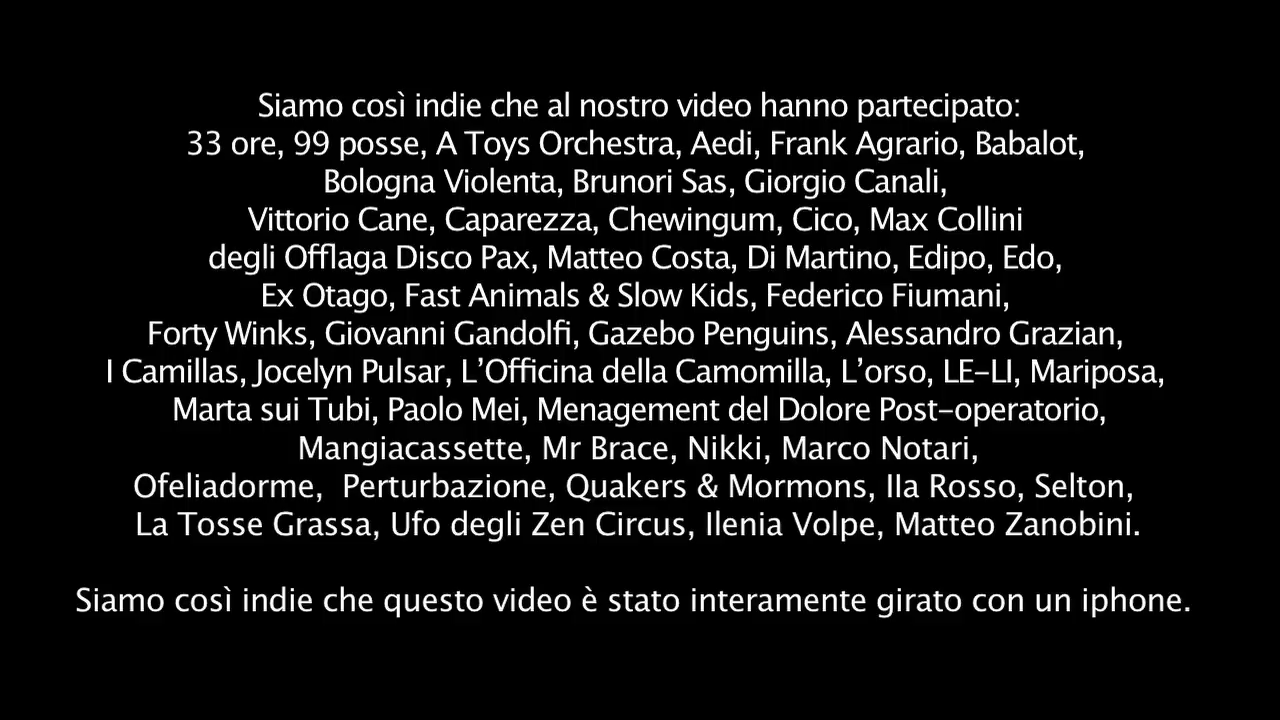 Siamo così indie che al nostro video hanno partecipato:
33 ore, 99 posse, A Toys Orchestra, Aedi, Frank Agrario, Babalot,
Bologna Violenta, Brunori Sas, Giorgio Canali,
Vittorio Cane, Caparezza, Chewingum, Cico, Max Collini
degli Offlaga Disco Pax, Matteo Costa, Di Martino, Edipo, Edo,
Ex Otago, Fast Animals & Slow Kids, Federico Fiumani,
Forty Winks, Giovanni Gandolfi, Gazebo Penguins, Alessandro Grazian,
I Camillas, Jocelyn Pulsar, L’Officina della Camomilla, L’orso, LE-LI, Mariposa,
Marta sui Tubi, Paolo Mei, Menagement del Dolore Post-operatorio,
Mangiacassette, Mr Brace, Nikki, Marco Notari,
Ofeliadorme,  Perturbazione, Quakers & Mormons, IIa Rosso, Selton,
La Tosse Grassa, Ufo degli Zen Circus, Ilenia Volpe, Matteo Zanobini.
Siamo così indie che questo video è stato interamente girato con un iphone.